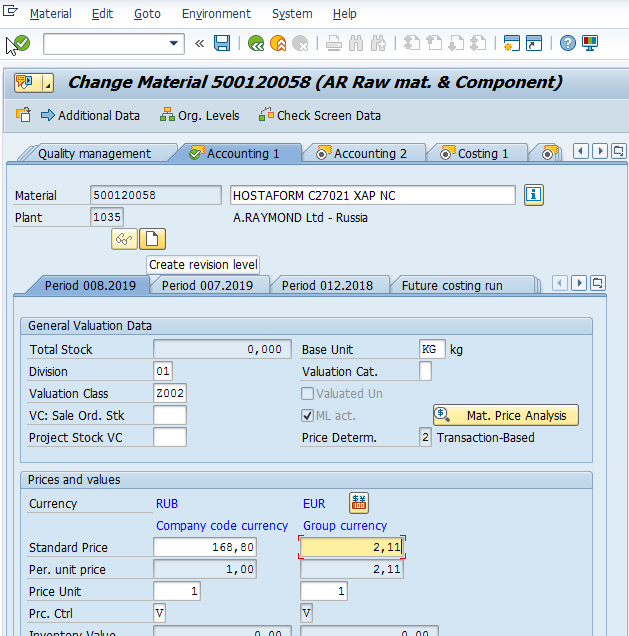 Material Edit Goto Environment System Help
Change Material 500120058 (AR Raw mat. & Component)
Additional Data Org. Levels Check Screen Data
Quality management Accounting 1 Accounting 2 Costing 1
Material 500120058 HOSTAFORM C27021 XAP NC
Plant 1035 A.RAYMOND Ltd - Russia
Create revision level
Period 008.2019 Period 007.2019 Period 012.2018 Future costing run
General Valuation Data
Total Stock 0,000 Base Unit KG kg
Division 01 Valuation Cat.
Valuation Class Z002 Valuated Un
VC: Sale Ord. Stk ML act. Mat. Price Analysis
Project Stock VC Price Determ. 2 Transaction-Based
Prices and values
Currency RUB EUR
Company code currency Group currency
Standard Price 168,80 2,11
Per. unit price 1,00 2,11
Price Unit 1 1
Prc. Ctrl V V
Inventory Value 0,00 0,00